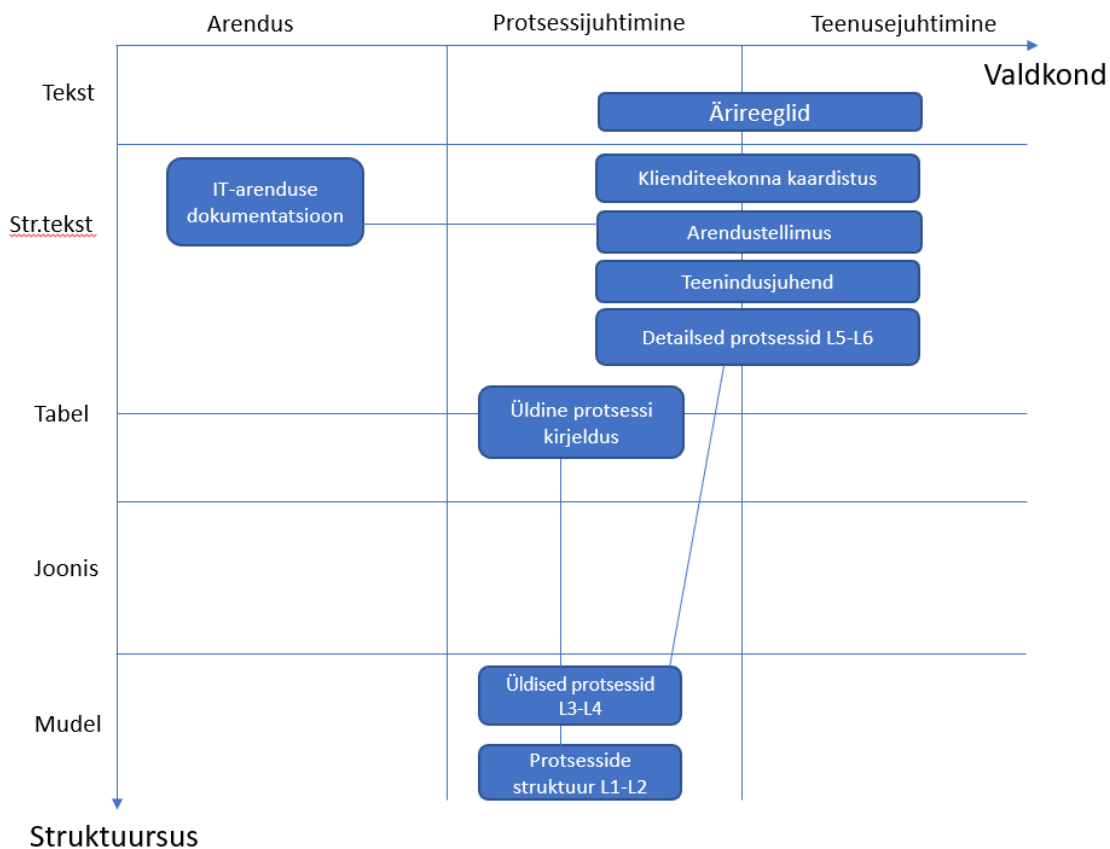 Arendus
Protsessijuhtimine
Teenusejuhtimine
Valdkond
Tekst
Ärireeglid
IT-arenduse
dokumentatsioon
Klienditeekonna kaardistus
Str.tekst
Arendustellimus
Teenindusjuhend
Detailsed protsessid L5-L6
Tabel
Üldine protsessi
kirjeldus
Joonis
Üldised protsessid
L3-L4
Mudel
Protsesside
struktuur L1-L2
Struktuursus